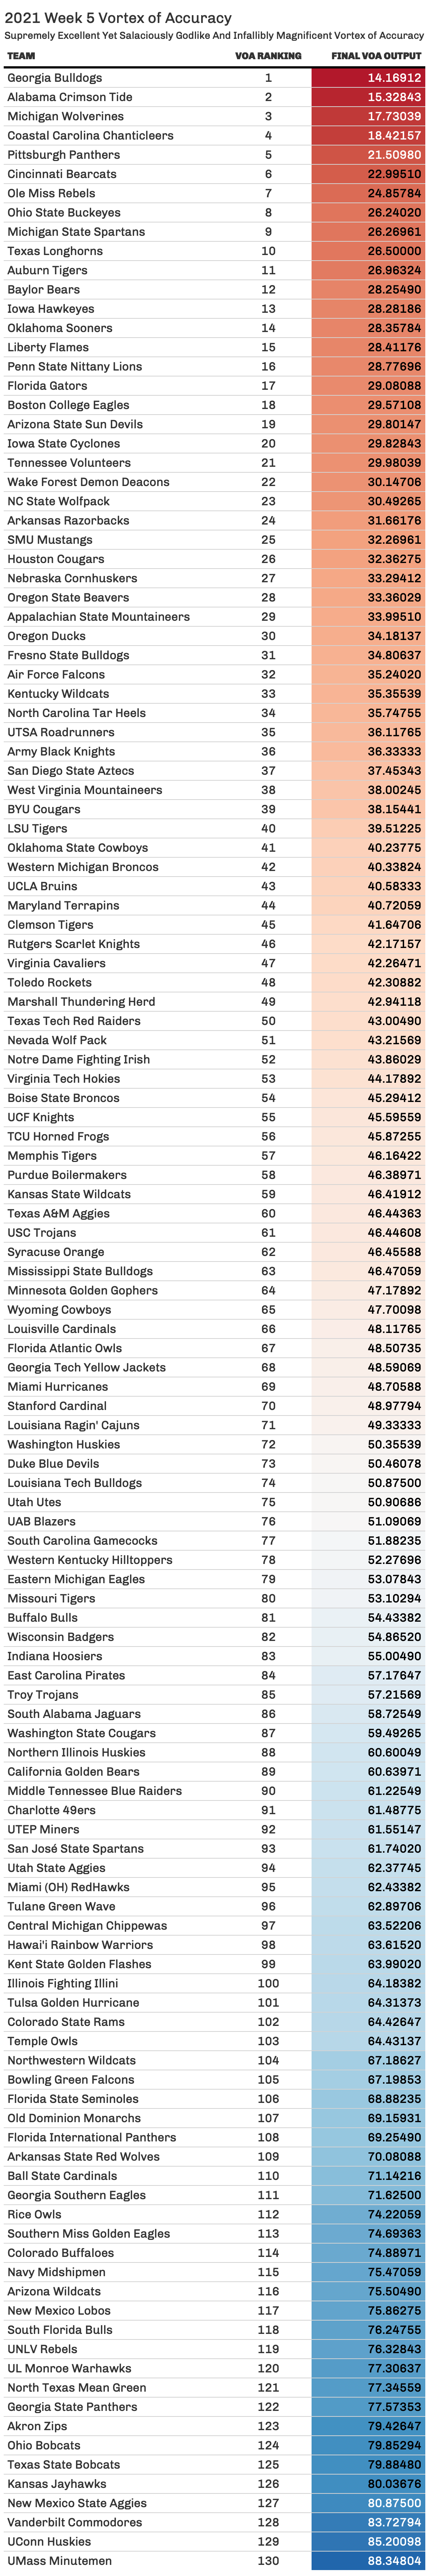 2021 Week 5 Vortex of Accuracy
Supremely Excellent Yet Salaciously Godlike And Infallibly Magnificent Vortex of Accuracy
TEAM VOA RANKING FINAL VOA OUTPUT
Georgia Bulldogs 1 14.16912
Alabama Crimson Tide 2 15.32843
Michigan Wolverines 3 17.73039
Coastal Carolina Chanticleers 4 18.42157
Pittsburgh Panthers 5 21.50980
Cincinnati Bearcats 6 22.99510
Ole Miss Rebels 7 24.85784
Ohio State Buckeyes 8 26.24020
Michigan State Spartans 9 26.26961
Texas Longhorns 10 26.50000
Auburn Tigers 11 26.96324
Baylor Bears 12 28.25490
Iowa Hawkeyes 13 28.28186
Oklahoma Sooners 14 28.35784
Liberty Flames 15 28.41176
Penn State Nittany Lions 16 28.77696
Florida Gators 17 29.08088
Boston College Eagles 18 29.57108
Arizona State Sun Devils 19 29.80147
Iowa State Cyclones 20 29.82843
Tennessee Volunteers 21 29.98039
Wake Forest Demon Deacons 22 30.14706
NC State Wolfpack 23 30.49265
Arkansas Razorbacks 24 31.66176
SMU Mustangs 25 32.26961
Houston Cougars 26 32.36275
Nebraska Cornhuskers 27 33.29412
Oregon State Beavers 28 33.36029
Appalachian State Mountaineers 29 33.99510
Oregon Ducks 30 34.18137
Fresno State Bulldogs 31 34.80637
Air Force Falcons 32 35.24020
Kentucky Wildcats 33 35.35539
North Carolina Tar Heels 34 35.74755
UTSA Roadrunners 35 36.11765
Army Black Knights 36 36.33333
San Diego State Aztecs 37 37.45343
West Virginia Mountaineers 38 38.00245
BYU Cougars 39 38.15441
LSU Tigers 40 39.51225
Oklahoma State Cowboys 41 40.23775
Western Michigan Broncos 42 40.33824
UCLA Bruins 43 40.58333
Maryland Terrapins 44 40.72059
Clemson Tigers 45 41.64706
Rutgers Scarlet Knights 46 42.17157
Virginia Cavaliers 47 42.26471
Toledo Rockets 48 42.30882
Marshall Thundering Herd 49 42.94118
Texas Tech Red Raiders 50 43.00490
Nevada Wolf Pack 51 43.21569
Notre Dame Fighting Irish 52 43.86029
Virginia Tech Hokies 53 44.17892
Boise State Broncos 54 45.29412
UCF Knights 55 45.59559
TCU Horned Frogs 56 45.87255
Memphis Tigers 57 46.16422
Purdue Boilermakers 58 46.38971
Kansas State Wildcats 59 46.41912
Texas A&M Aggies 60 46.44363
USC Trojans 61 46.44608
Syracuse Orange 62 46.45588
Mississippi State Bulldogs 63 46.47059
Minnesota Golden Gophers 64 47.17892
Wyoming Cowboys 65 47.70098
Louisville Cardinals 66 48.11765
Florida Atlantic Owls 67 48.50735
Georgia Tech Yellow Jackets 68 48.59069
Miami Hurricanes 69 48.70588
Stanford Cardinal 70 48.97794
Louisiana Ragin' Cajuns 71 49.33333
Washington Huskies 72 50.35539
Duke Blue Devils 73 50.46078
Louisiana Tech Bulldogs 74 50.87500
Utah Utes 75 50.90686
UAB Blazers 76 51.09069
South Carolina Gamecocks 77 51.88235
Western Kentucky Hilltoppers 78 52.27696
Eastern Michigan Eagles 79 53.07843
Missouri Tigers 80 53.10294
Buffalo Bulls 81 54.43382
Wisconsin Badgers 82 54.86520
Indiana Hoosiers 83 55.00490
East Carolina Pirates 84 57.17647
Troy Trojans 85 57.21569
South Alabama Jaguars 86 58.72549
Washington State Cougars 87 59.49265
Northern Illinois Huskies 88 60.60049
California Golden Bears 89 60.63971
Middle Tennessee Blue Raiders 90 61.22549
Charlotte 49ers 91 61.48775
UTEP Miners 92 61.55147
San José State Spartans 93 61.74020
Utah State Aggies 94 62.37745
Miami (OH) RedHawks 95 62.43382
Tulane Green Wave 96 62.89706
Central Michigan Chippewas 97 63.52206
Hawai'i Rainbow Warriors 98 63.61520
Kent State Golden Flashes 99 63.99020
Illinois Fighting Illini 100 64.18382
Tulsa Golden Hurricane 101 64.31373
Colorado State Rams 102 64.42647
Temple Owls 103 64.43137
Northwestern Wildcats 104 67.18627
Bowling Green Falcons 105 67.19853
Florida State Seminoles 106 68.88235
Old Dominion Monarchs 107 69.15931
Florida International Panthers 108 69.25490
Arkansas State Red Wolves 109 70.08088
Ball State Cardinals 110 71.14216
Georgia Southern Eagles 111 71.62500
Rice Owls 112 74.22059
Southern Miss Golden Eagles 113 74.69363
Colorado Buffaloes 114 74.88971
Navy Midshipmen 115 75.47059
Arizona Wildcats 116 75.50490
New Mexico Lobos 117 75.86275
South Florida Bulls 118 76.24755
UNLV Rebels 119 76.32843
UL Monroe Warhawks 120 77.30637
North Texas Mean Green 121 77.34559
Georgia State Panthers 122 77.57353
Akron Zips 123 79.42647
Ohio Bobcats 124 79.85294
Texas State Bobcats 125 79.88480
Kansas Jayhawks 126 80.03676
New Mexico State Aggies 127 80.87500
Vanderbilt Commodores 128 83.72794
UConn Huskies 129 85.20098
UMass Minutemen 130 88.34804